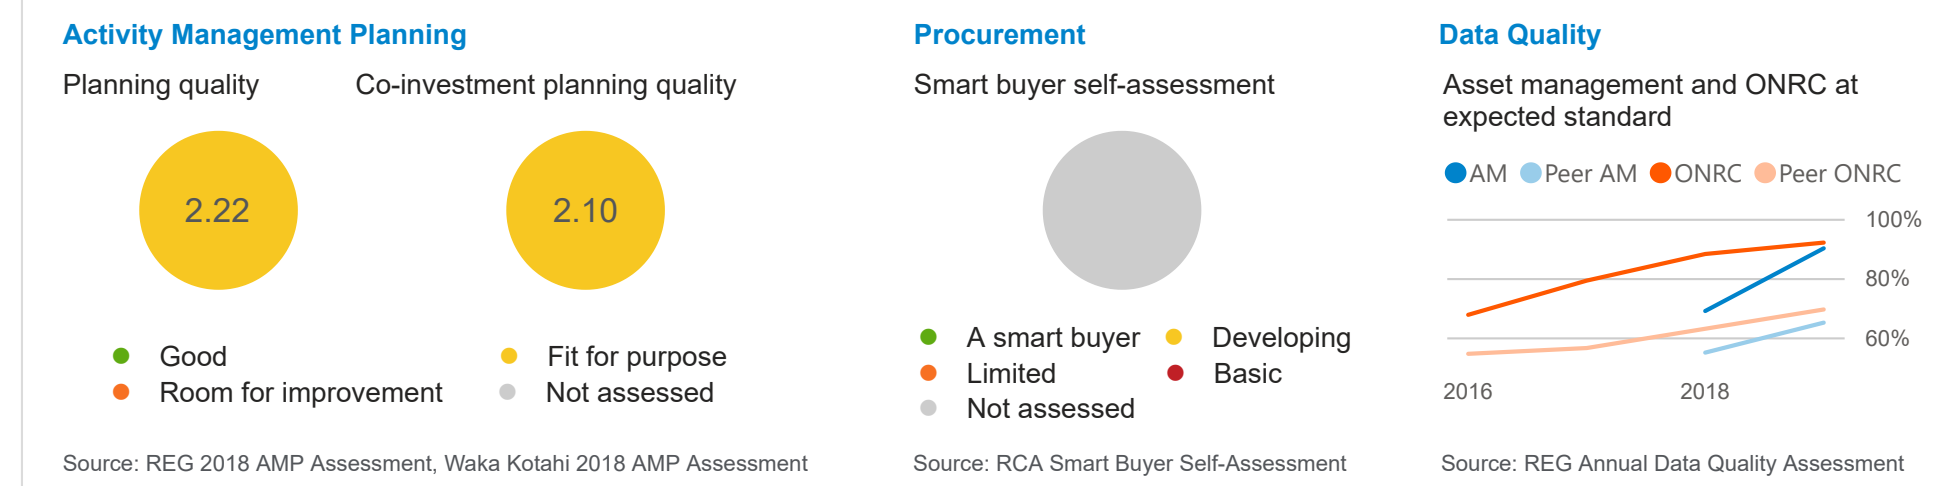 Activity Management Planning
Planning quality
Co-investment planning quality
2.22
2.10
Good
Fit for purpose
Room for improvement
Not assessed
Source: REG 2018 AMP Assessment, Waka Kotahi 2018 AMP Assessment
Procurement
Smart buyer self-assessment
A smart buyer
Developing
Limited
Basic
Not assessed
Source: RCA Smart Buyer Self-Assessment
Data Quality
Asset management and ONRC at
expected standard
AM Peer AM ONRC Peer ONRC
100%
80%
60%
2016 2018
Source: REG Annual Data Quality Assessment